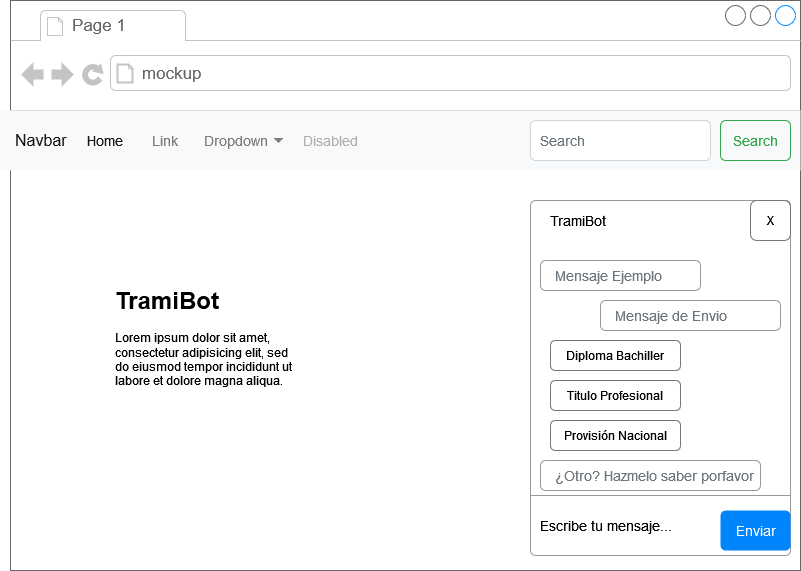 Page 1
mockup
Navbar Home Link Dropdown Disabled Search Search
TramiBot X
Mensaje Ejemplo
Mensaje de Envio
Diploma Bachiller
Titulo Profesional
Provisión Nacional
¿Otro? Hazmelo saber porfavor
Escribe tu mensaje... Enviar
TramiBot
Lorem ipsum dolor sit amet,
consectetur adipisicing elit, sed
do eiusmod tempor incididunt ut
labore et dolore magna aliqua.